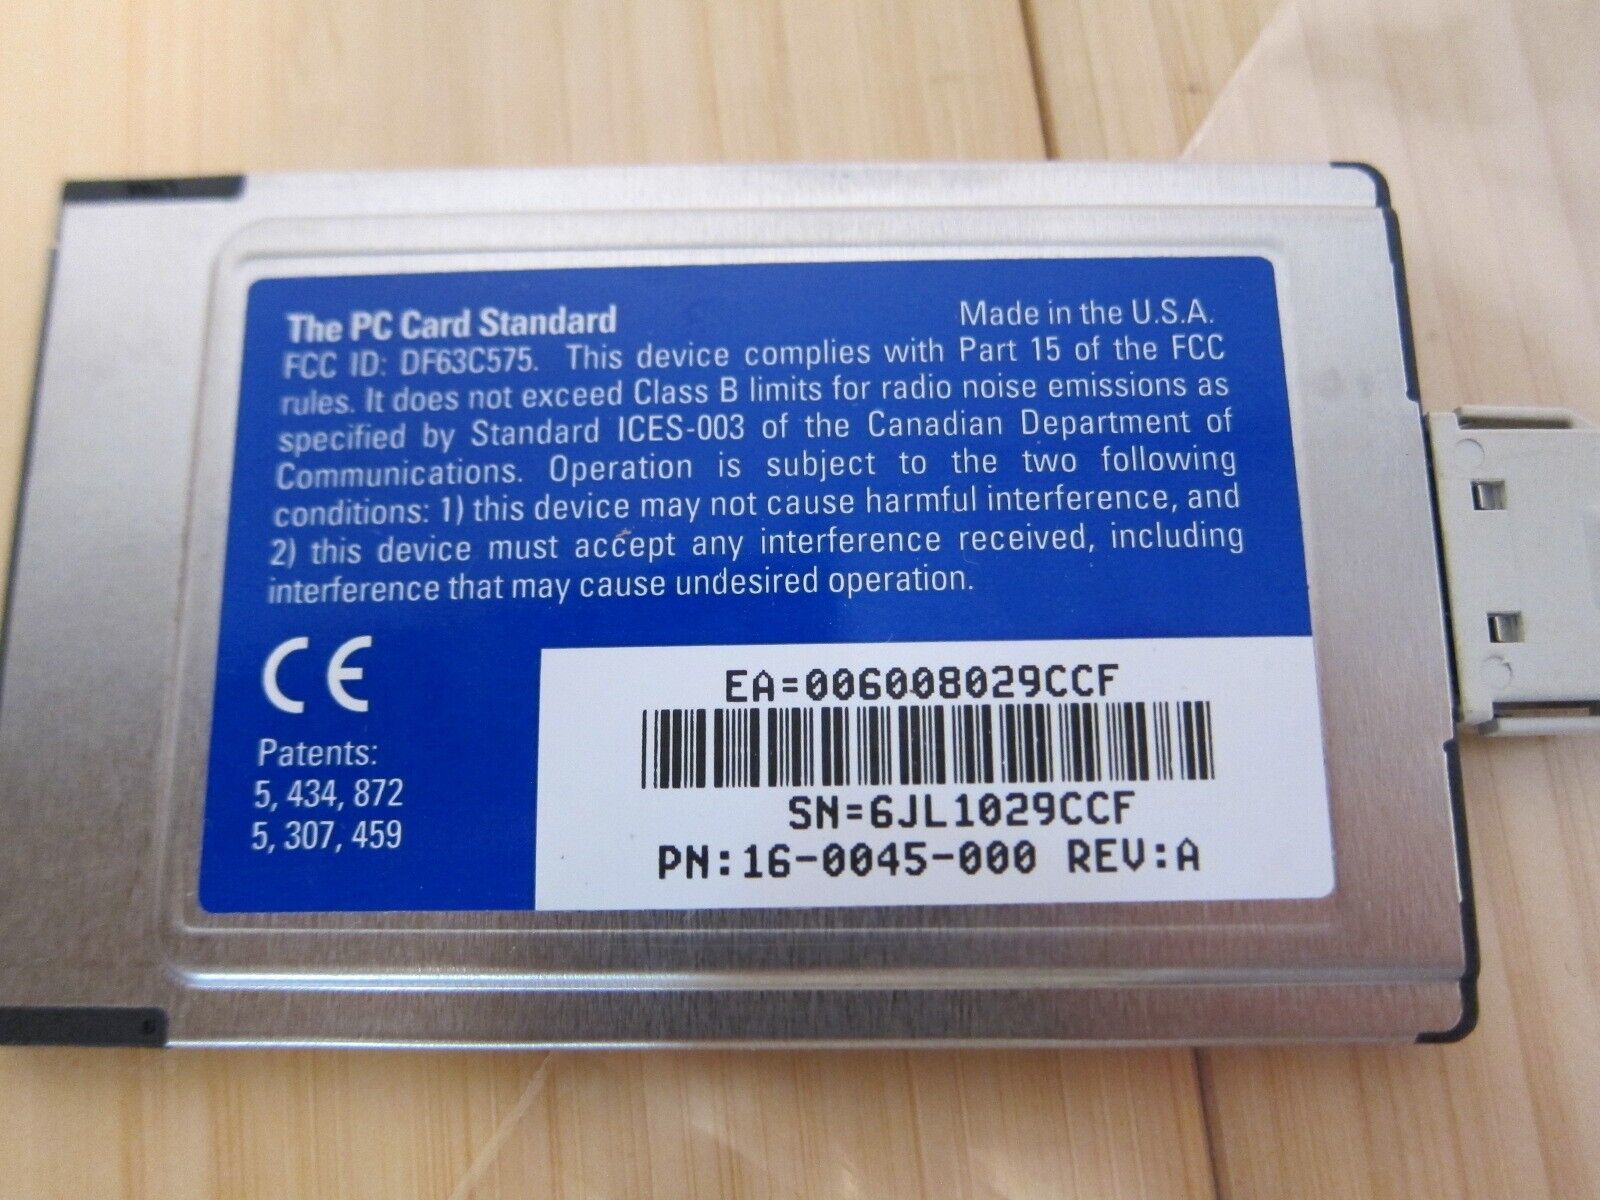 The PC Card Standard Made in the U.S.A.
FCC ID: DF63C575. This device complies with Part 15 of the FCC
rules. It does not exceed Class B limits for radio noise emissions as
specified by Standard ICES-003 of the Canadian Department of
Communications. Operation is subject to the two following
conditions: 1) this device may not cause harmful interference, and
2) this device must accept any interference received, including
interference that may cause undesired operation.
CE
Patents:
5, 434, 872
5, 307, 459
EA=006008029CCF
SN=6JL1029CCF
PN:16-0045-000 REV:A